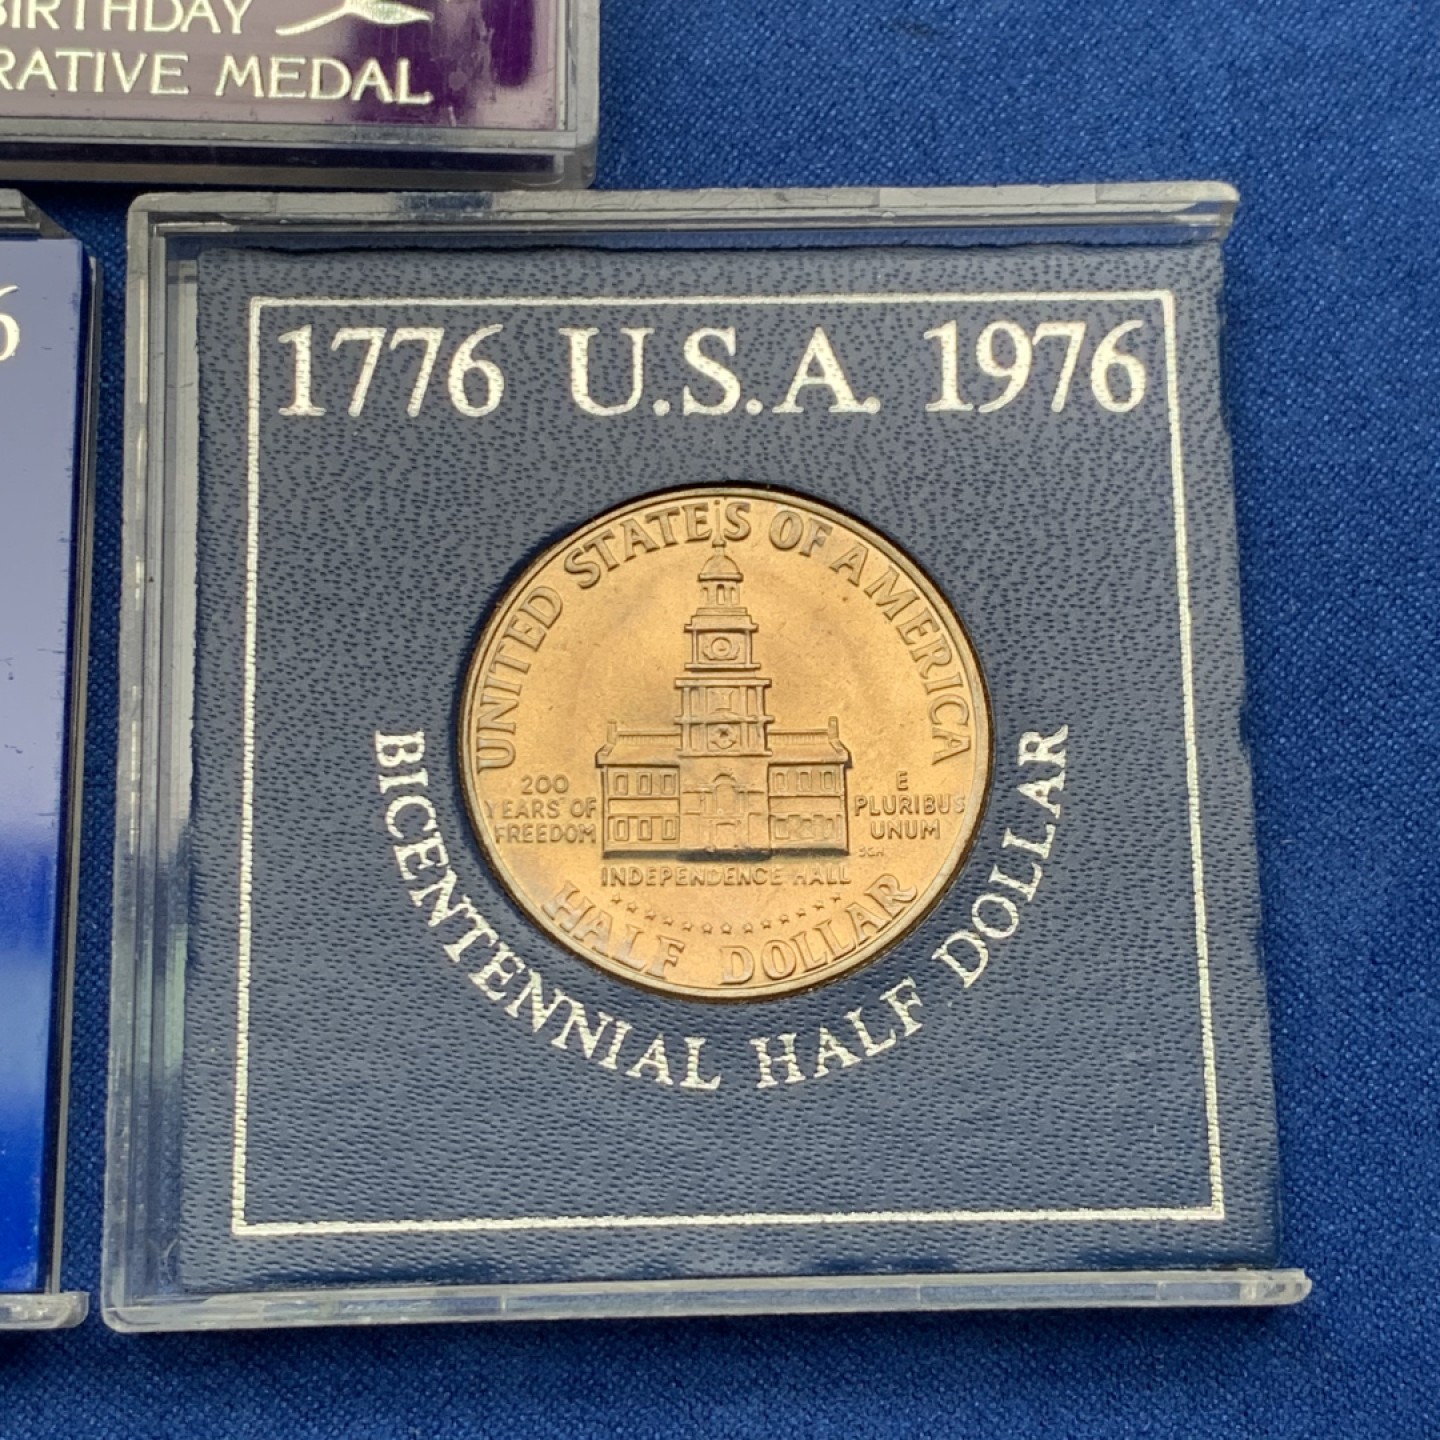 BIRTHDAY
RATIVE MEDAL
6
1776 U.S.A. 1976
UNITED STATES OF AMERICA
200
YEARS OF
FREEDOM
E
PLURIBUS
UNUM
INDEPENDENCE HALL
HALF DOLLAR
BICENTENNIAL HALF DOLLAR